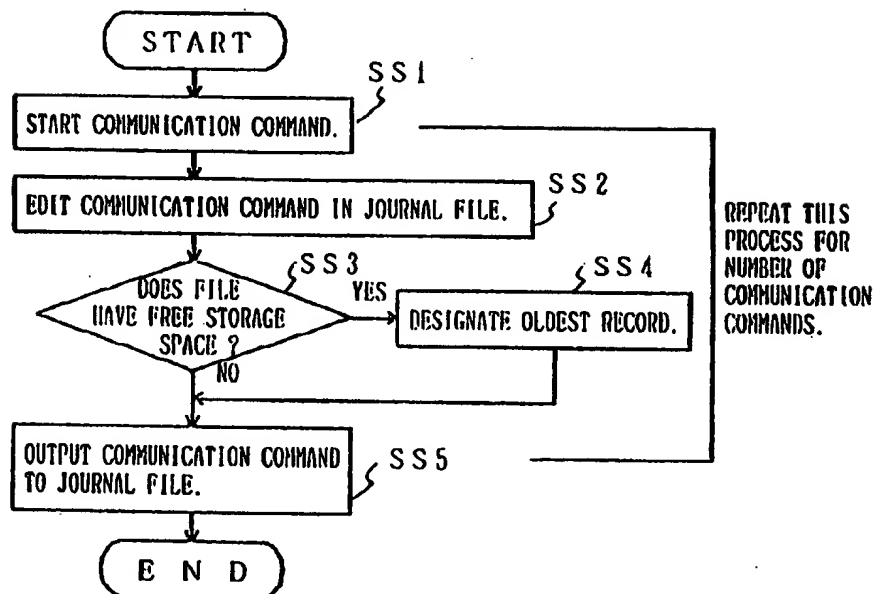 START
SS1
START COMMUNICATION COMMAND.
SS2
EDIT COMMUNICATION COMMAND IN JOURNAL FILE.
SS3
DOES FILE
HAVE FREE STORAGE
SPACE ?
YES
NO
SS4
DESIGNATE OLDEST RECORD.
OUTPUT COMMUNICATION COMMAND
TO JOURNAL FILE.
SS5
END
REPEAT THIS
PROCESS FOR
NUMBER OF
COMMUNICATION
COMMANDS.